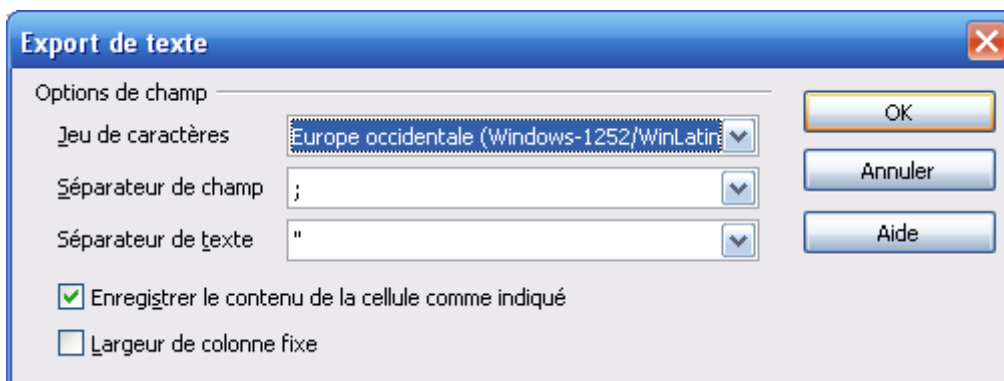 Export de texte
Options de champ
Jeu de caractères
Europe occidentale (Windows-1252/WinLatin
Séparateur de champ
;
Séparateur de texte
"
Enregistrer le contenu de la cellule comme indiqué
Largeur de colonne fixe
OK
Annuler
Aide